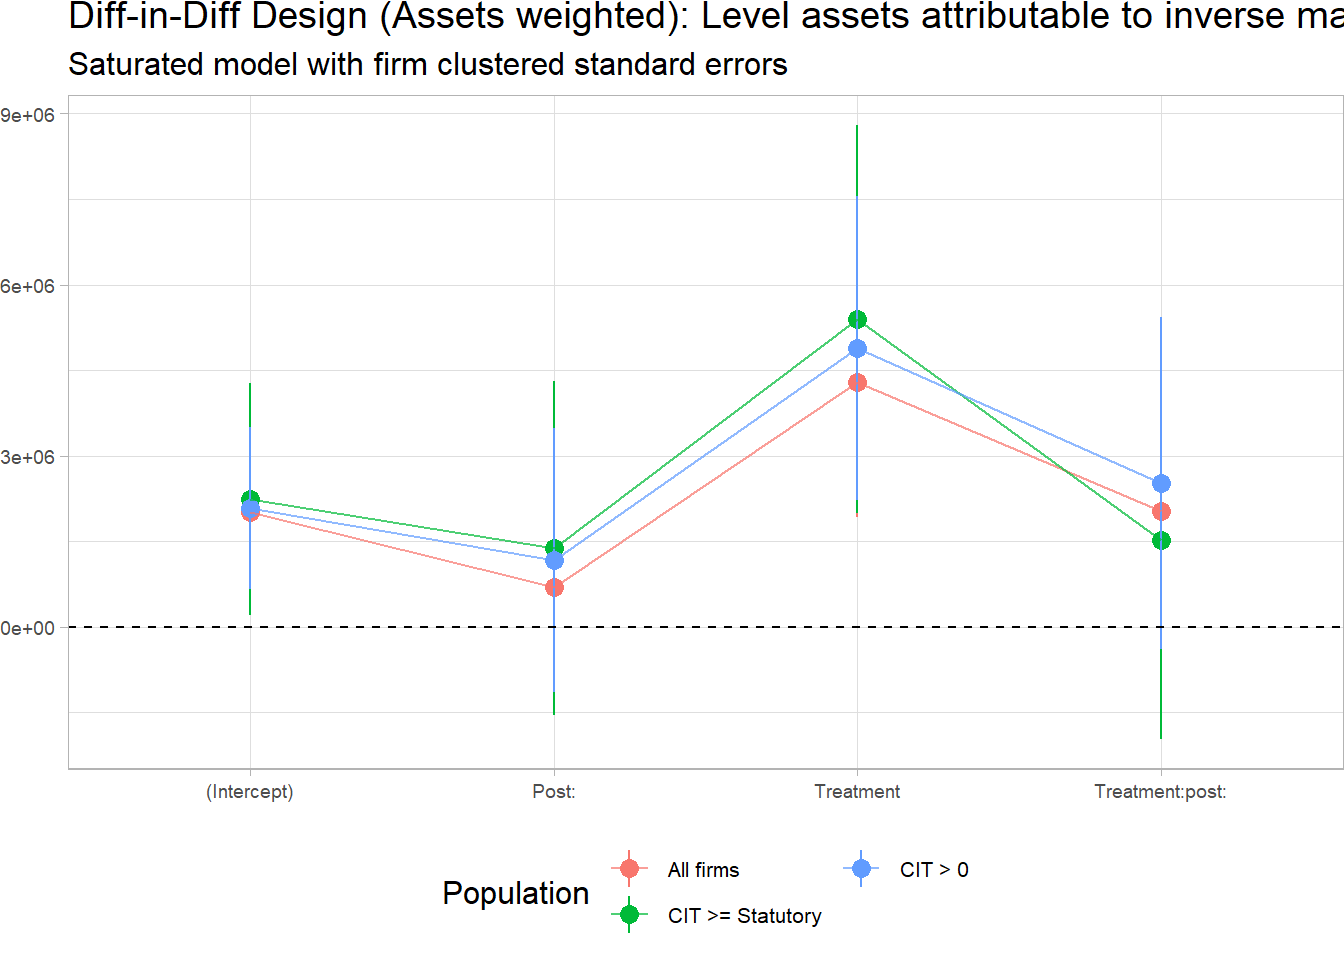 Diff-in-Diff Design (Assets weighted): Level assets attributable to inverse
Saturated model with firm clustered standard errors
9e+06
6e+06
3e+06
0e+00
(Intercept) Post: Treatment Treatment:post:
Population
All firms
CIT > 0
CIT >= Statutory